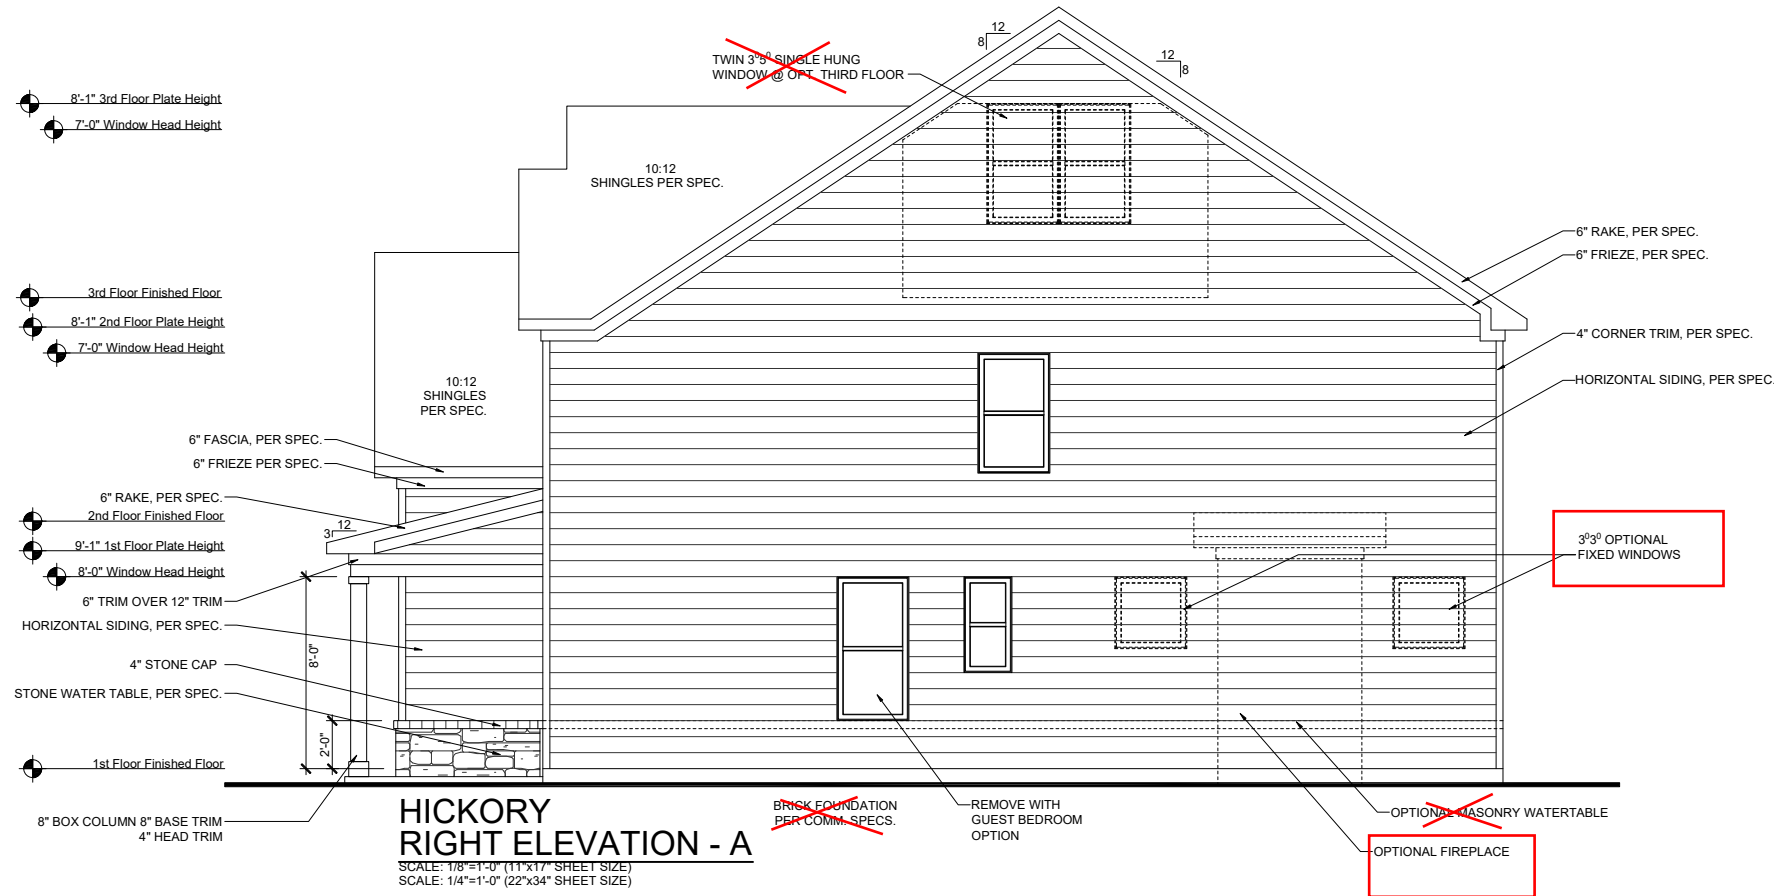 12
8
12
8
TWIN 3⁰5⁰ SINGLE HUNG
WINDOW @ OPT. THIRD FLOOR
8'-1" 3rd Floor Plate Height
7'-0" Window Head Height
10:12
SHINGLES PER SPEC.
6" RAKE, PER SPEC.
6" FRIEZE, PER SPEC.
3rd Floor Finished Floor
8'-1" 2nd Floor Plate Height
7'-0" Window Head Height
4" CORNER TRIM, PER SPEC.
HORIZONTAL SIDING, PER SPEC.
10:12
SHINGLES
PER SPEC.
6" FASCIA, PER SPEC.
6" FRIEZE PER SPEC.
6" RAKE, PER SPEC.
2nd Floor Finished Floor
12
3
9'-1" 1st Floor Plate Height
8'-0" Window Head Height
3⁰3⁰ OPTIONAL
FIXED WINDOWS
6" TRIM OVER 12" TRIM
HORIZONTAL SIDING, PER SPEC.
8'-0"
4" STONE CAP
STONE WATER TABLE, PER SPEC.
2'-0"
1st Floor Finished Floor
8" BOX COLUMN 8" BASE TRIM
4" HEAD TRIM
HICKORY
RIGHT ELEVATION - A
SCALE: 1/8"=1'-0" (11"x17" SHEET SIZE)
SCALE: 1/4"=1'-0" (22"x34" SHEET SIZE)
BRICK FOUNDATION
PER COMM. SPECS.
REMOVE WITH
GUEST BEDROOM
OPTION
OPTIONAL MASONRY WATERTABLE
OPTIONAL FIREPLACE